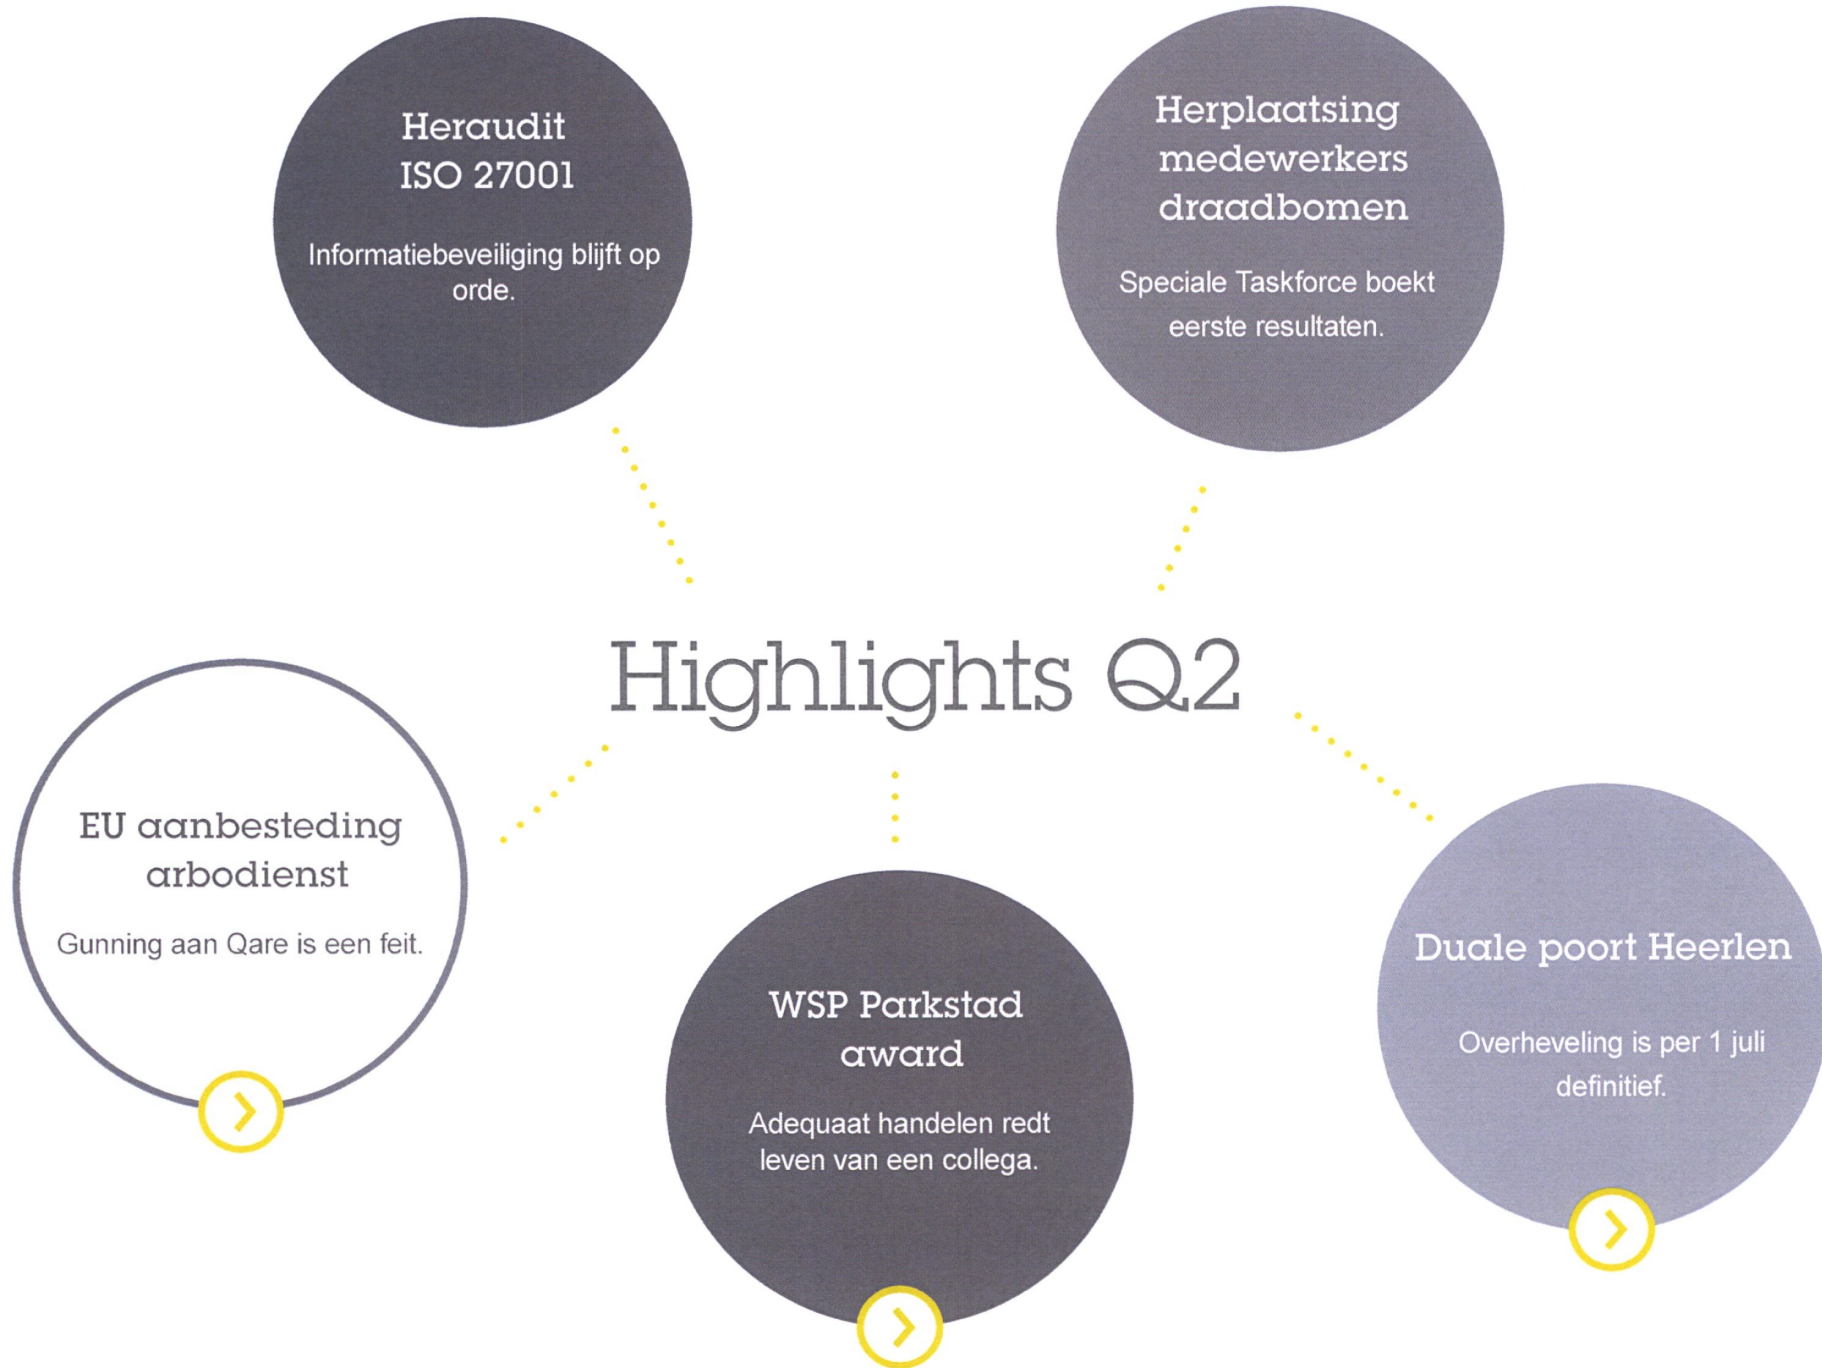 Heraudit
ISO 27001
Informatiebeveiliging blijft op
orde.
Herplaatsing
medewerkers
draadbomen
Speciale Taskforce boekt
eerste resultaten.
Highlights Q2
EU aanbesteding
arbodienst
Gunning aan Qare is een feit.
WSP Parkstad
award
Adequaat handelen redt
leven van een collega.
Duale poort Heerlen
Overheveling is per 1 juli
definitief.